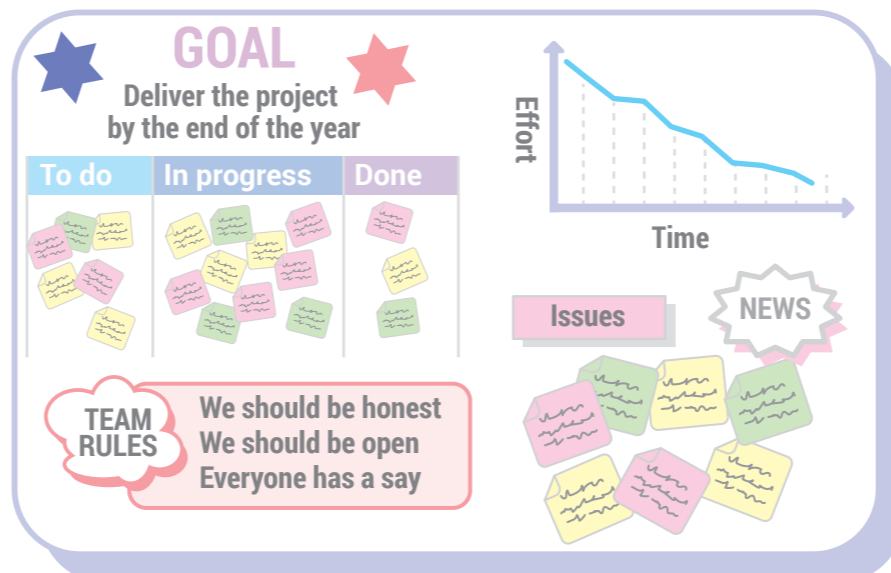 GOAL
Deliver the project
by the end of the year
To do
In progress
Done
TEAM
RULES
We should be honest
We should be open
Everyone has a say
Effort
Time
Issues
NEWS